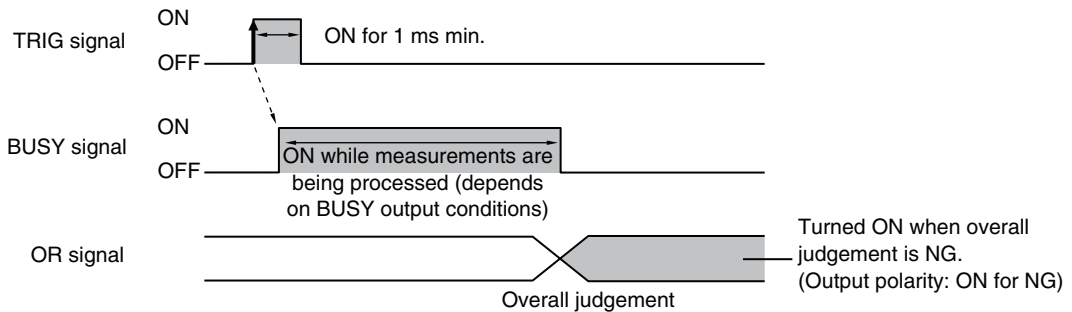 ON
TRIG signal
ON for 1 ms min.
OFF
ON
BUSY signal
ON while measurements are
OFF
being processed (depends
on BUSY output conditions)
OR signal
Turned ON when overall
judgement is NG.
(Output polarity: ON for NG)
Overall judgement